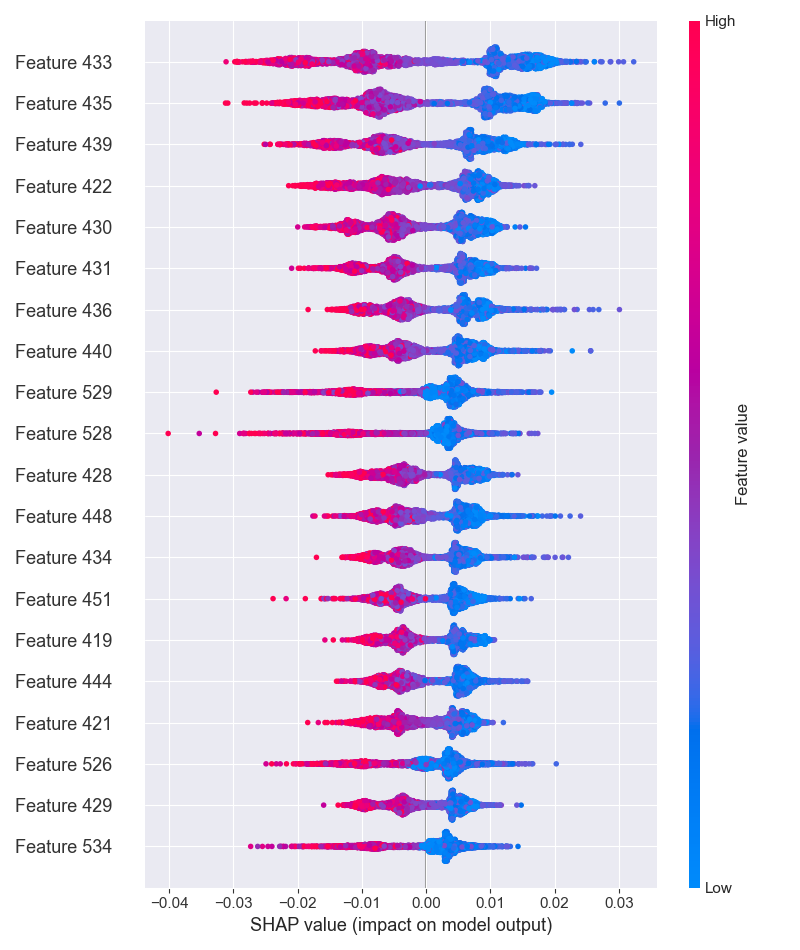 High
Feature 433
Feature 435
Feature 439
Feature 422
Feature 430
Feature 431
Feature 436
Feature 440
Feature 529
Feature 528
Feature 428
Feature 448
Feature 434
Feature 451
Feature 419
Feature 444
Feature 421
Feature 526
Feature 429
Feature 534
Feature value
Low
−0.04 −0.03 −0.02 −0.01 0.00 0.01 0.02 0.03
SHAP value (impact on model output)